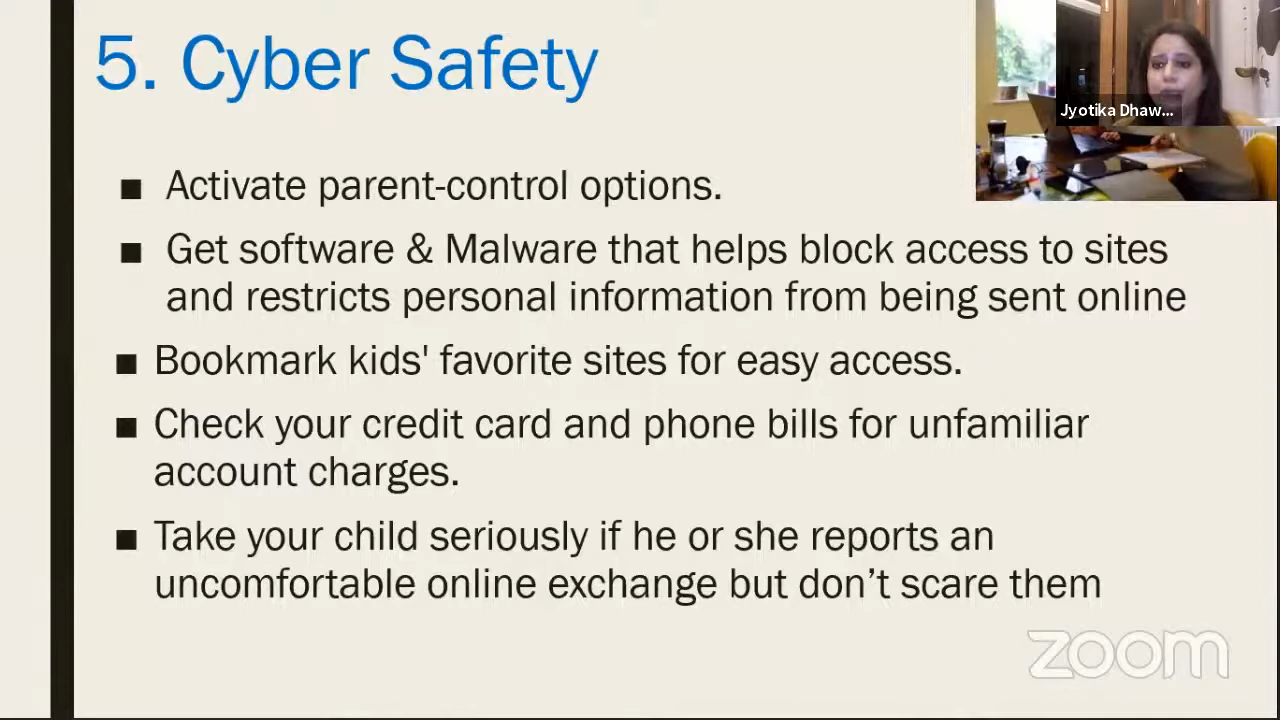 5. Cyber Safety
Jyotika Dhaw...
■ Activate parent-control options.
■ Get software & Malware that helps block access to sites
and restricts personal information from being sent online
■ Bookmark kids' favorite sites for easy access.
■ Check your credit card and phone bills for unfamiliar
account charges.
■ Take your child seriously if he or she reports an
uncomfortable online exchange but don’t scare them
zoom